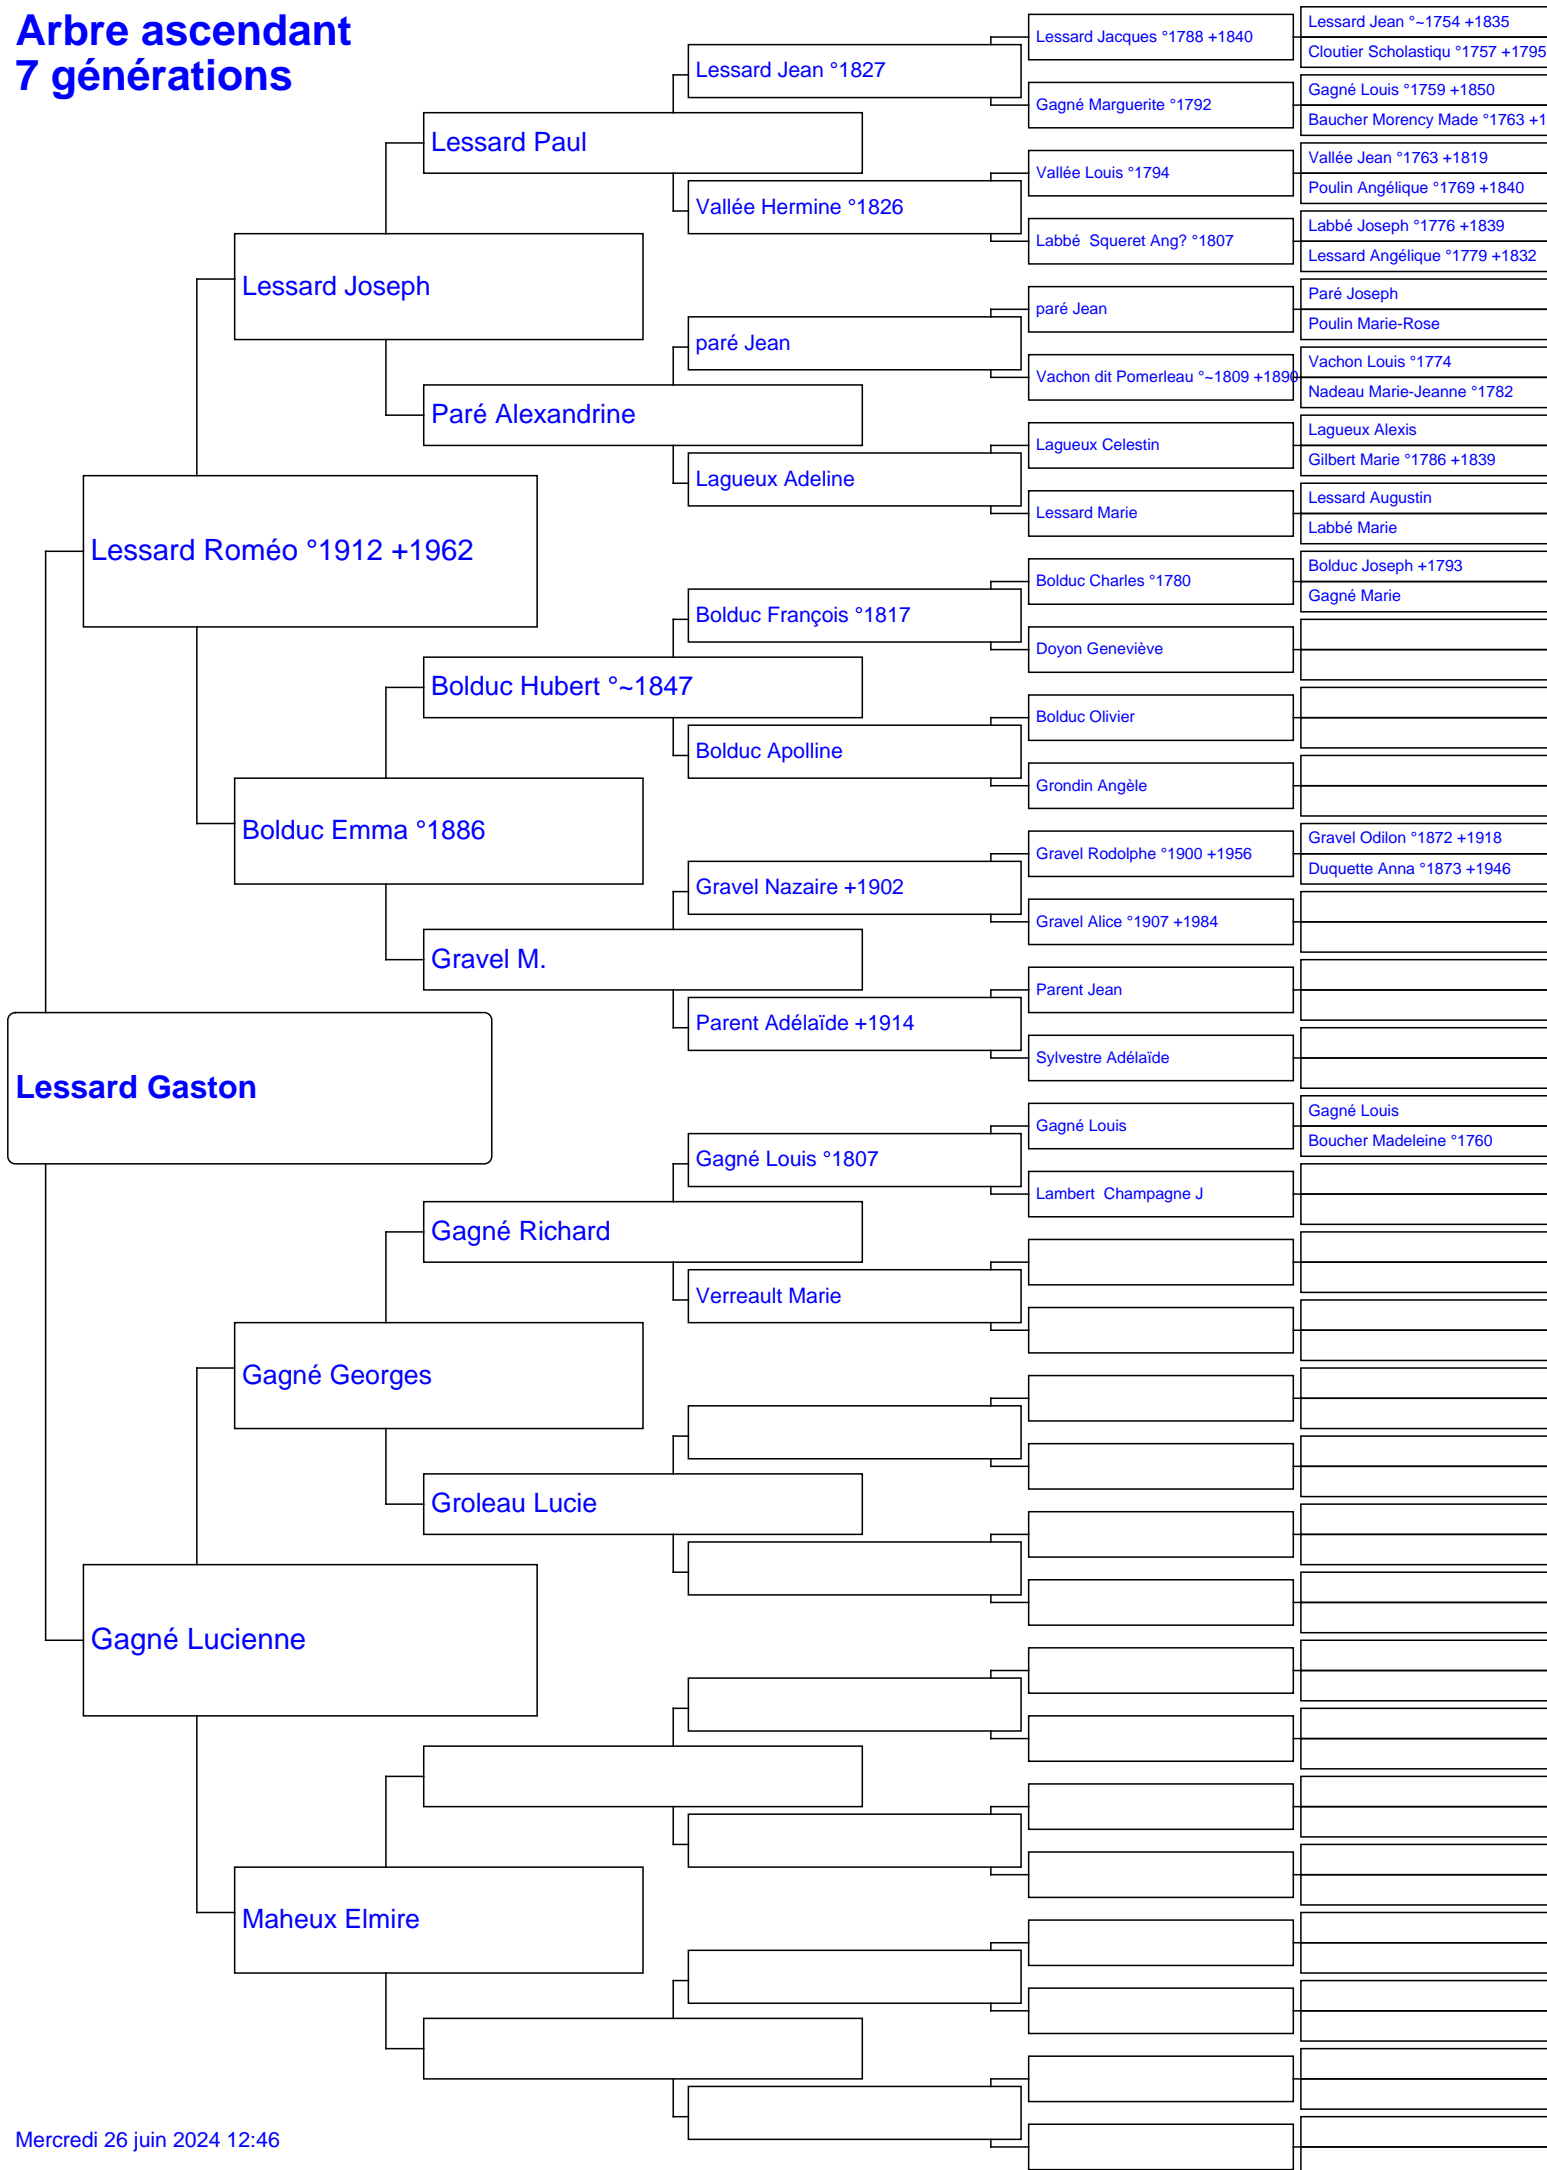 Arbre ascendant
7 générations
Lessard Gaston
Lessard Roméo °1912 +1962
Gagné Lucienne
Lessard Joseph
Bolduc Emma °1886
Gagné Georges
Maheux Elmire
Lessard Paul
Paré Alexandrine
Bolduc Hubert °~1847
Gravel M.
Gagné Richard
Groleau Lucie
Lessard Jean °1827
Vallée Hermine °1826
paré Jean
Lagueux Adeline
Bolduc François °1817
Bolduc Apolline
Gravel Nazaire +1902
Parent Adélaïde +1914
Gagné Louis °1807
Verreault Marie
Lessard Jacques °1788 +1840
Gagné Marguerite °1792
Vallée Louis °1794
Labbé  Squeret Ang? °1807
paré Jean
Vachon dit Pomerleau °~1809 +1890
Lagueux Celestin
Lessard Marie
Bolduc Charles °1780
Doyon Geneviève
Bolduc Olivier
Grondin Angèle
Gravel Rodolphe °1900 +1956
Gravel Alice °1907 +1984
Parent Jean
Sylvestre Adélaïde
Gagné Louis
Lambert  Champagne J
Lessard Jean °~1754 +1835
Cloutier Scholastiqu °1757 +1795
Gagné Louis °1759 +1850
Baucher Morency Made °1763 +1
Vallée Jean °1763 +1819
Poulin Angélique °1769 +1840
Labbé Joseph °1776 +1839
Lessard Angélique °1779 +1832
Paré Joseph
Poulin Marie-Rose
Vachon Louis °1774
Nadeau Marie-Jeanne °1782
Lagueux Alexis
Gilbert Marie °1786 +1839
Lessard Augustin
Labbé Marie
Bolduc Joseph +1793
Gagné Marie
Gravel Odilon °1872 +1918
Duquette Anna °1873 +1946
Gagné Louis
Boucher Madeleine °1760
Mercredi 26 juin 2024 12:46